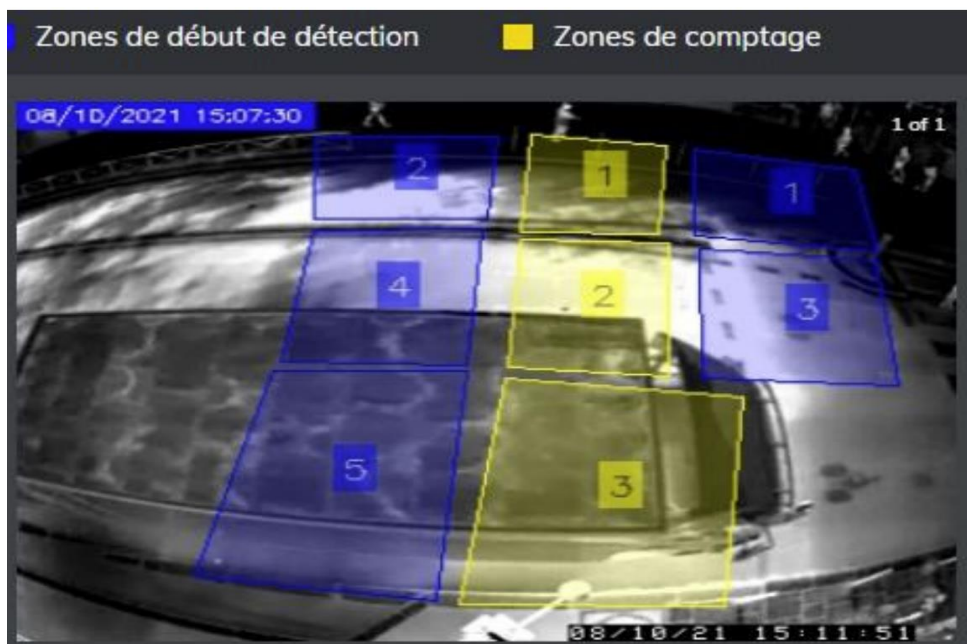 Zones de début de détection Zones de comptage
08/1D/2021 15:07:30
1 of 1
2 1 1
4 2 3
5 3
08/10/21 15:11:51